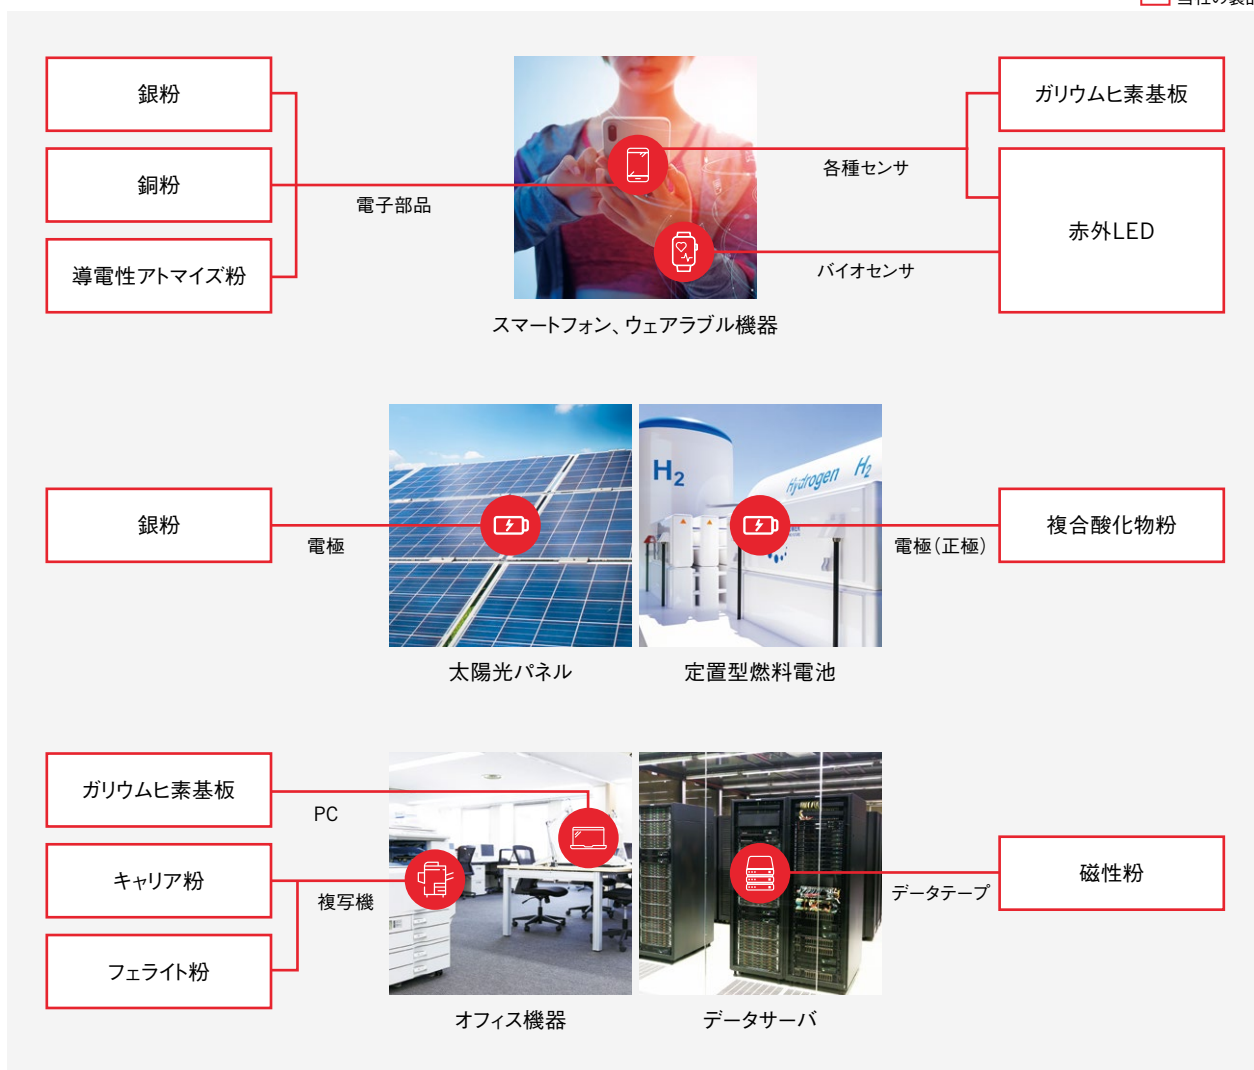 銀粉
銅粉
導電性アトマイズ粉
電子部品
各種センサ
バイオセンサ
ガリウムヒ素基板
赤外LED
スマートフォン、ウェアラブル機器
銀粉
電極
H2
Hydrogen H2
電極(正極)
複合酸化物粉
太陽光パネル
定置型燃料電池
ガリウムヒ素基板
PC
キャリア粉
複写機
フェライト粉
データテープ
磁性粉
オフィス機器
データサーバ